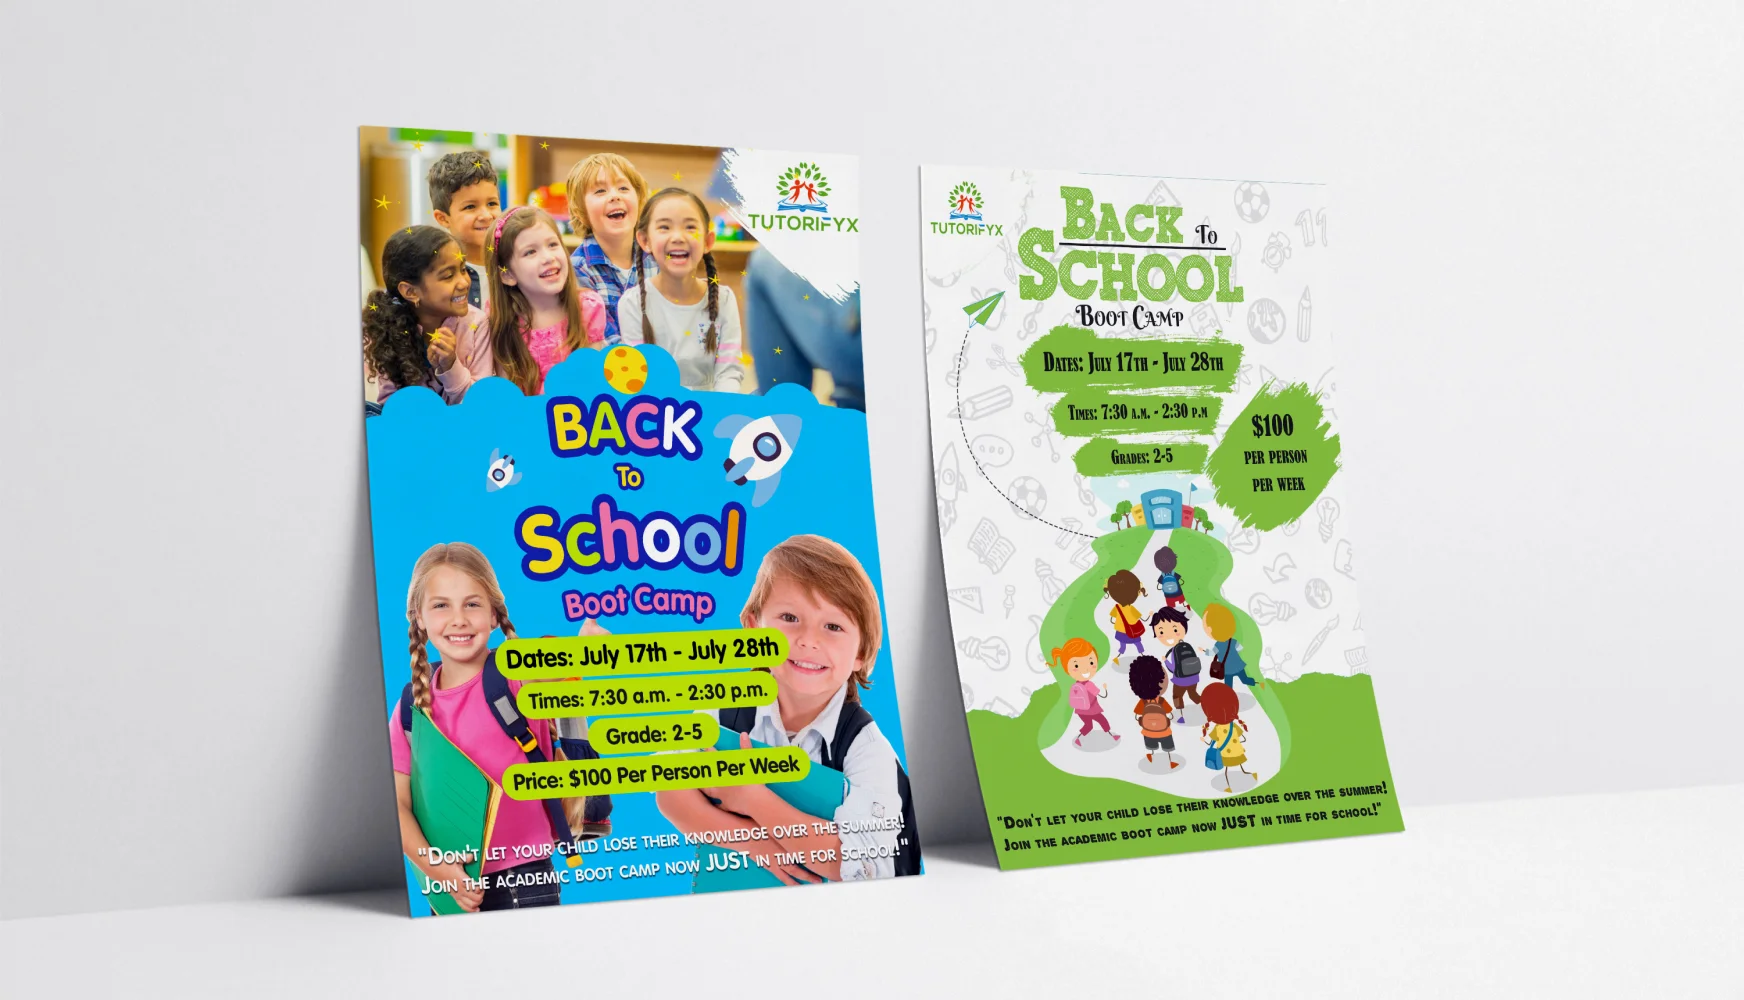 TUTORIFYX
BACK
To
School
Boot Camp
Dates: July 17th - July 28th
Times: 7:30 a.m. - 2:30 p.m.
Grade: 2-5
Price: $100 Per Person Per Week
"DON'T LET YOUR CHILD LOSE THEIR KNOWLEDGE OVER THE SUMMER!
JOIN THE ACADEMIC BOOT CAMP NOW JUST IN TIME FOR SCHOOL!"
TUTORIFYX
BACK To
SCHOOL
BOOT CAMP
DATES: JULY 17TH - JULY 28TH
TIMES: 7:30 A.M. - 2:30 P.M
GRADES: 2-5
$100
PER PERSON
PER WEEK
"DON'T LET YOUR CHILD LOSE THEIR KNOWLEDGE OVER THE SUMMER!
JOIN THE ACADEMIC BOOT CAMP NOW JUST IN TIME FOR SCHOOL!"